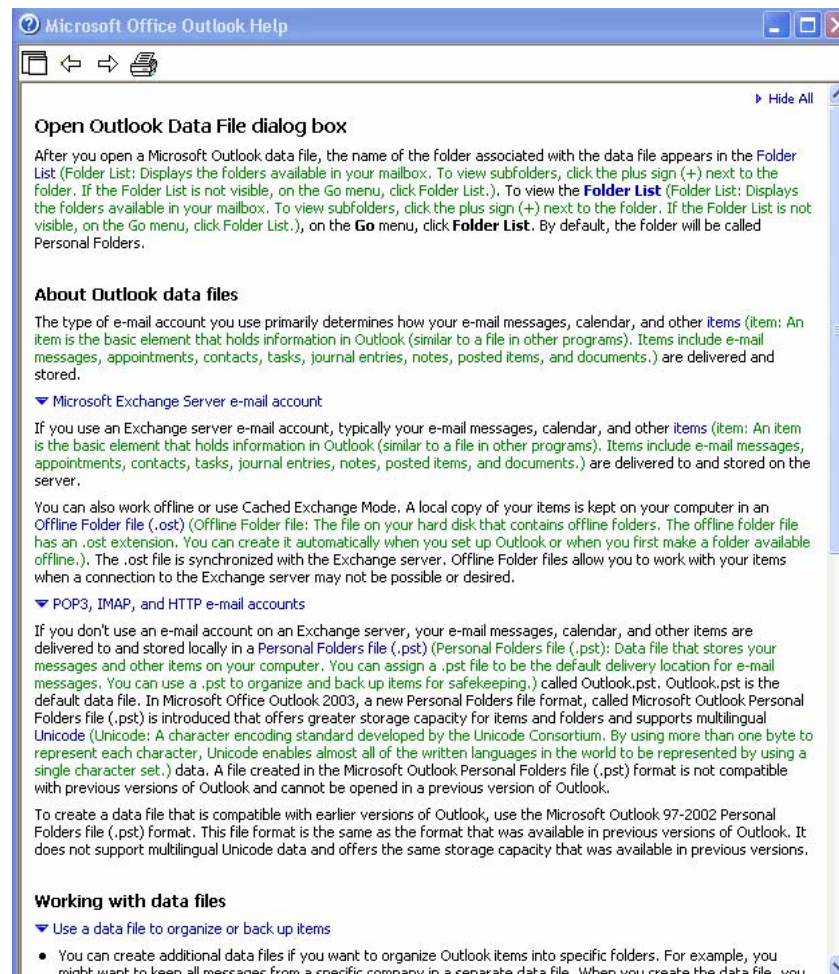 Microsoft Office Outlook Help
Hide All
Open Outlook Data File dialog box
After you open a Microsoft Outlook data file, the name of the folder associated with the data file appears in the Folder
List (Folder List: Displays the folders available in your mailbox. To view subfolders, click the plus sign (+) next to the
folder. If the Folder List is not visible, on the Go menu, click Folder List.). To view the Folder List (Folder List: Displays
the folders available in your mailbox. To view subfolders, click the plus sign (+) next to the folder. If the Folder List is not
visible, on the Go menu, click Folder List.), on the Go menu, click Folder List. By default, the folder will be called
Personal Folders.
About Outlook data files
The type of e-mail account you use primarily determines how your e-mail messages, calendar, and other items (item: An
item is the basic element that holds information in Outlook (similar to a file in other programs). Items include e-mail
messages, appointments, contacts, tasks, journal entries, notes, posted items, and documents.) are delivered and
stored.
Microsoft Exchange Server e-mail account
If you use an Exchange server e-mail account, typically your e-mail messages, calendar, and other items (item: An item
is the basic element that holds information in Outlook (similar to a file in other programs). Items include e-mail messages,
appointments, contacts, tasks, journal entries, notes, posted items, and documents.) are delivered to and stored on the
server.
You can also work offline or use Cached Exchange Mode. A local copy of your items is kept on your computer in an
Offline Folder file (.ost) (Offline Folder file: The file on your hard disk that contains offline folders. The offline folder file
has an .ost extension. You can create it automatically when you set up Outlook or when you first make a folder available
offline.). The .ost file is synchronized with the Exchange server. Offline Folder files allow you to work with your items
when a connection to the Exchange server may not be possible or desired.
POP3, IMAP, and HTTP e-mail accounts
If you don't use an e-mail account on an Exchange server, your e-mail messages, calendar, and other items are
delivered to and stored locally in a Personal Folders file (.pst) (Personal Folders file (.pst): Data file that stores your
messages and other items on your computer. You can assign a .pst file to be the default delivery location for e-mail
messages. You can use a .pst to organize and back up items for safekeeping.) called Outlook.pst. Outlook.pst is the
default data file. In Microsoft Office Outlook 2003, a new Personal Folders file format, called Microsoft Outlook Personal
Folders file (.pst) is introduced that offers greater storage capacity for items and folders and supports multilingual
Unicode (Unicode: A character encoding standard developed by the Unicode Consortium. By using more than one byte to
represent each character, Unicode enables almost all of the written languages in the world to be represented by using a
single character set.) data. A file created in the Microsoft Outlook Personal Folders file (.pst) format is not compatible
with previous versions of Outlook and cannot be opened in a previous version of Outlook.
To create a data file that is compatible with earlier versions of Outlook, use the Microsoft Outlook 97-2002 Personal
Folders file (.pst) format. This file format is the same as the format that was available in previous versions of Outlook. It
does not support multilingual Unicode data and offers the same storage capacity that was available in previous versions.
Working with data files
Use a data file to organize or back up items
• You can create additional data files if you want to organize Outlook items into specific folders. For example, you
might want to keep all messages from a specific company in a separate data file. When you create the data file, you